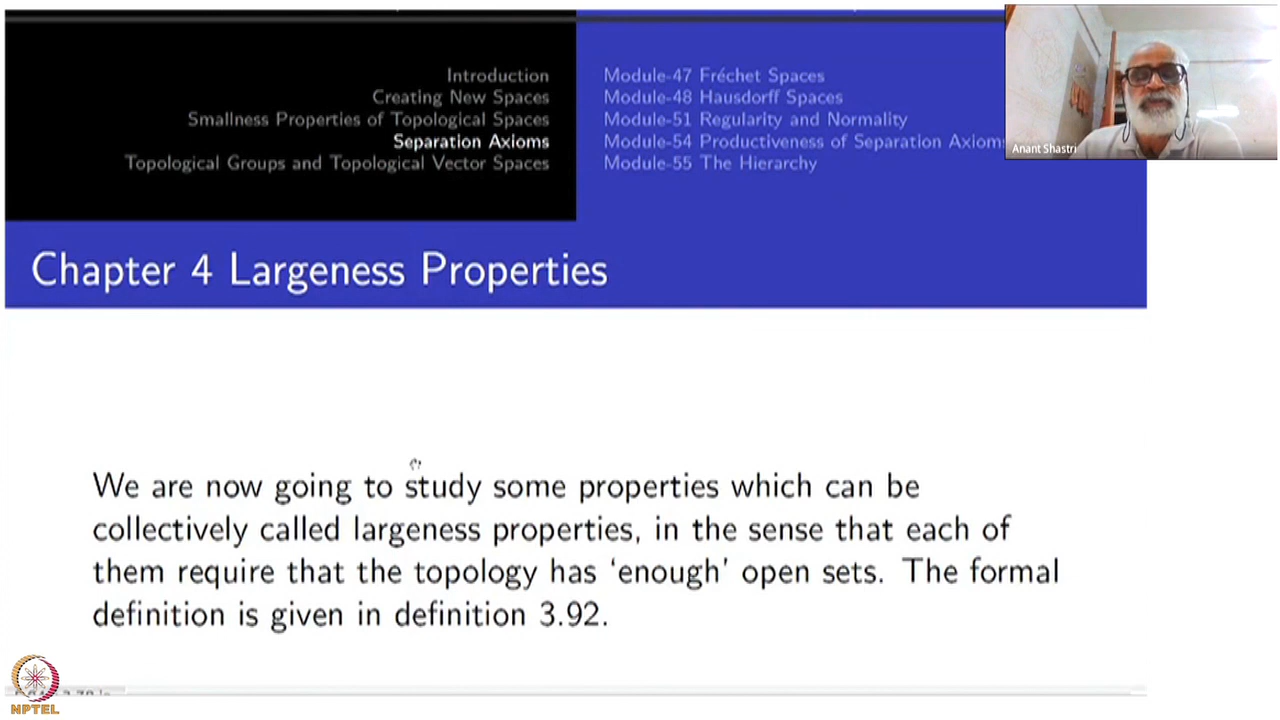 Introduction
Creating New Spaces
Smallness Properties of Topological Spaces
Separation Axioms
Topological Groups and Topological Vector Spaces
Module-47 Fréchet Spaces
Module-48 Hausdorff Spaces
Module-51 Regularity and Normality
Module-54 Productiveness of Separation Axioms
Module-55 The Hierarchy
Anant Shastri
Chapter 4 Largeness Properties
We are now going to study some properties which can be
collectively called largeness properties, in the sense that each of
them require that the topology has ‘enough’ open sets. The formal
definition is given in definition 3.92.
NPTEL